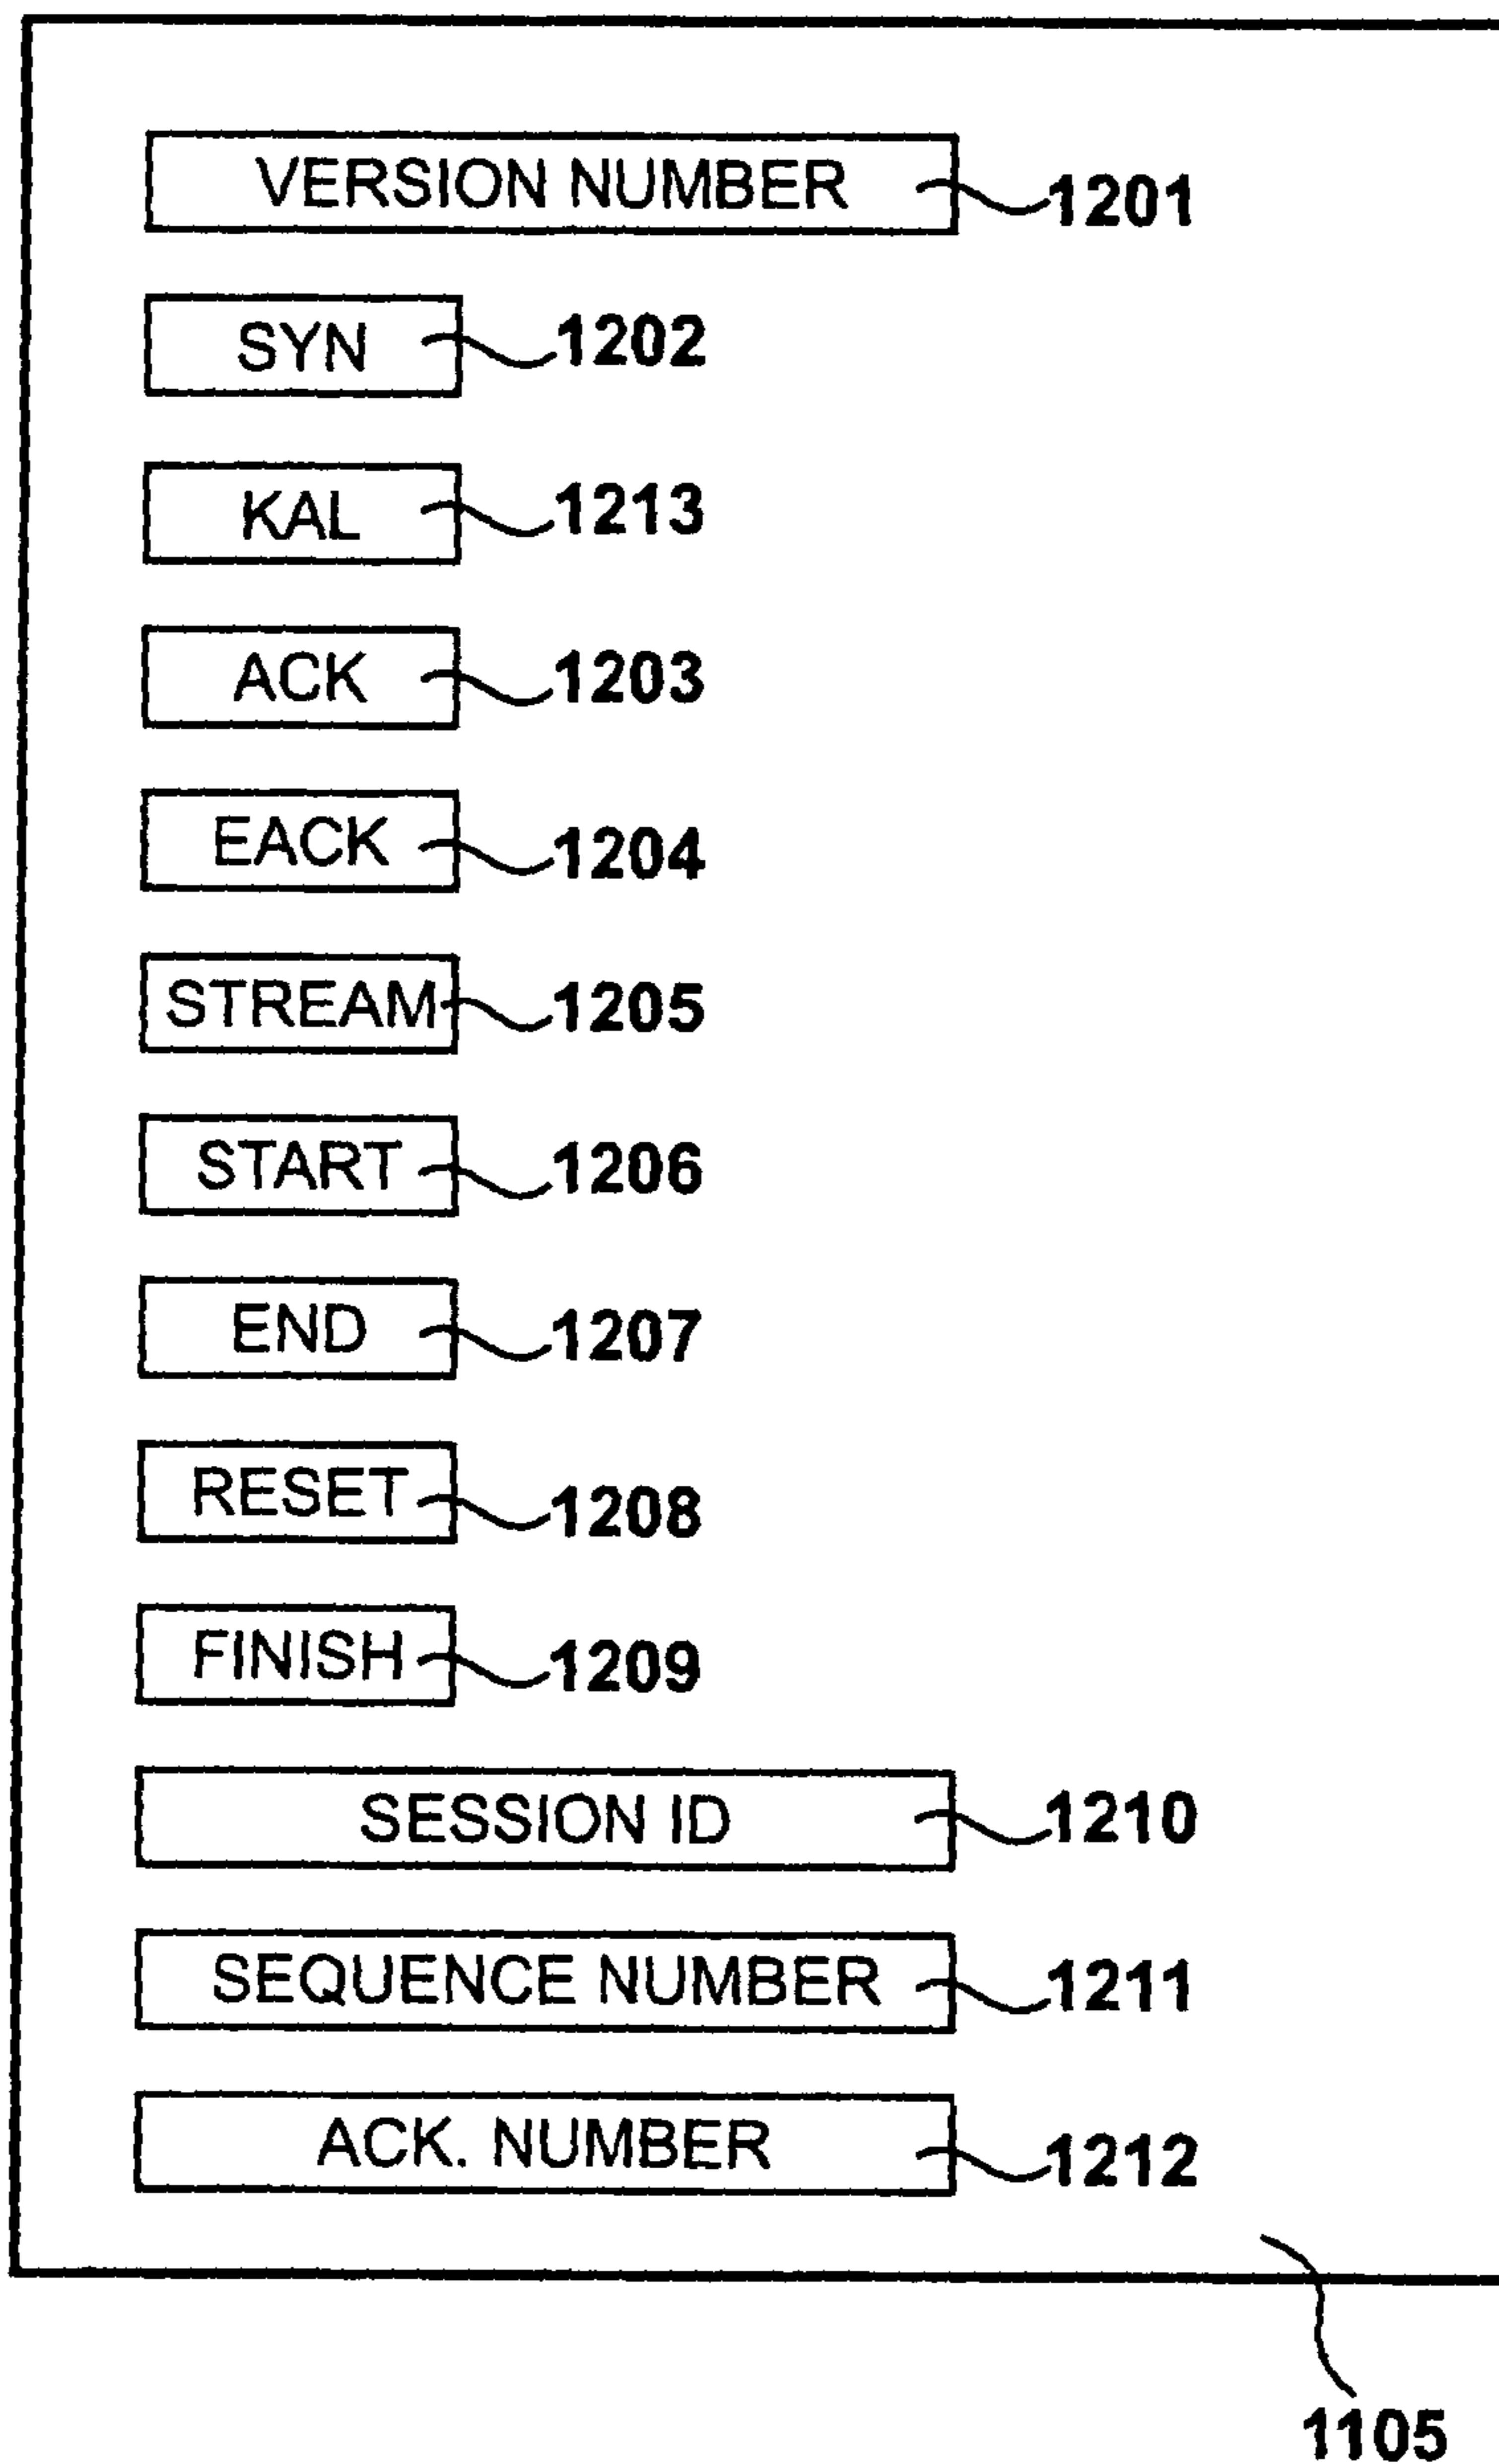 VERSION NUMBER 1201
SYN 1202
KAL 1213
ACK 1203
EACK 1204
STREAM 1205
START 1206
END 1207
RESET 1208
FINISH 1209
SESSION ID 1210
SEQUENCE NUMBER 1211
ACK. NUMBER 1212
1105